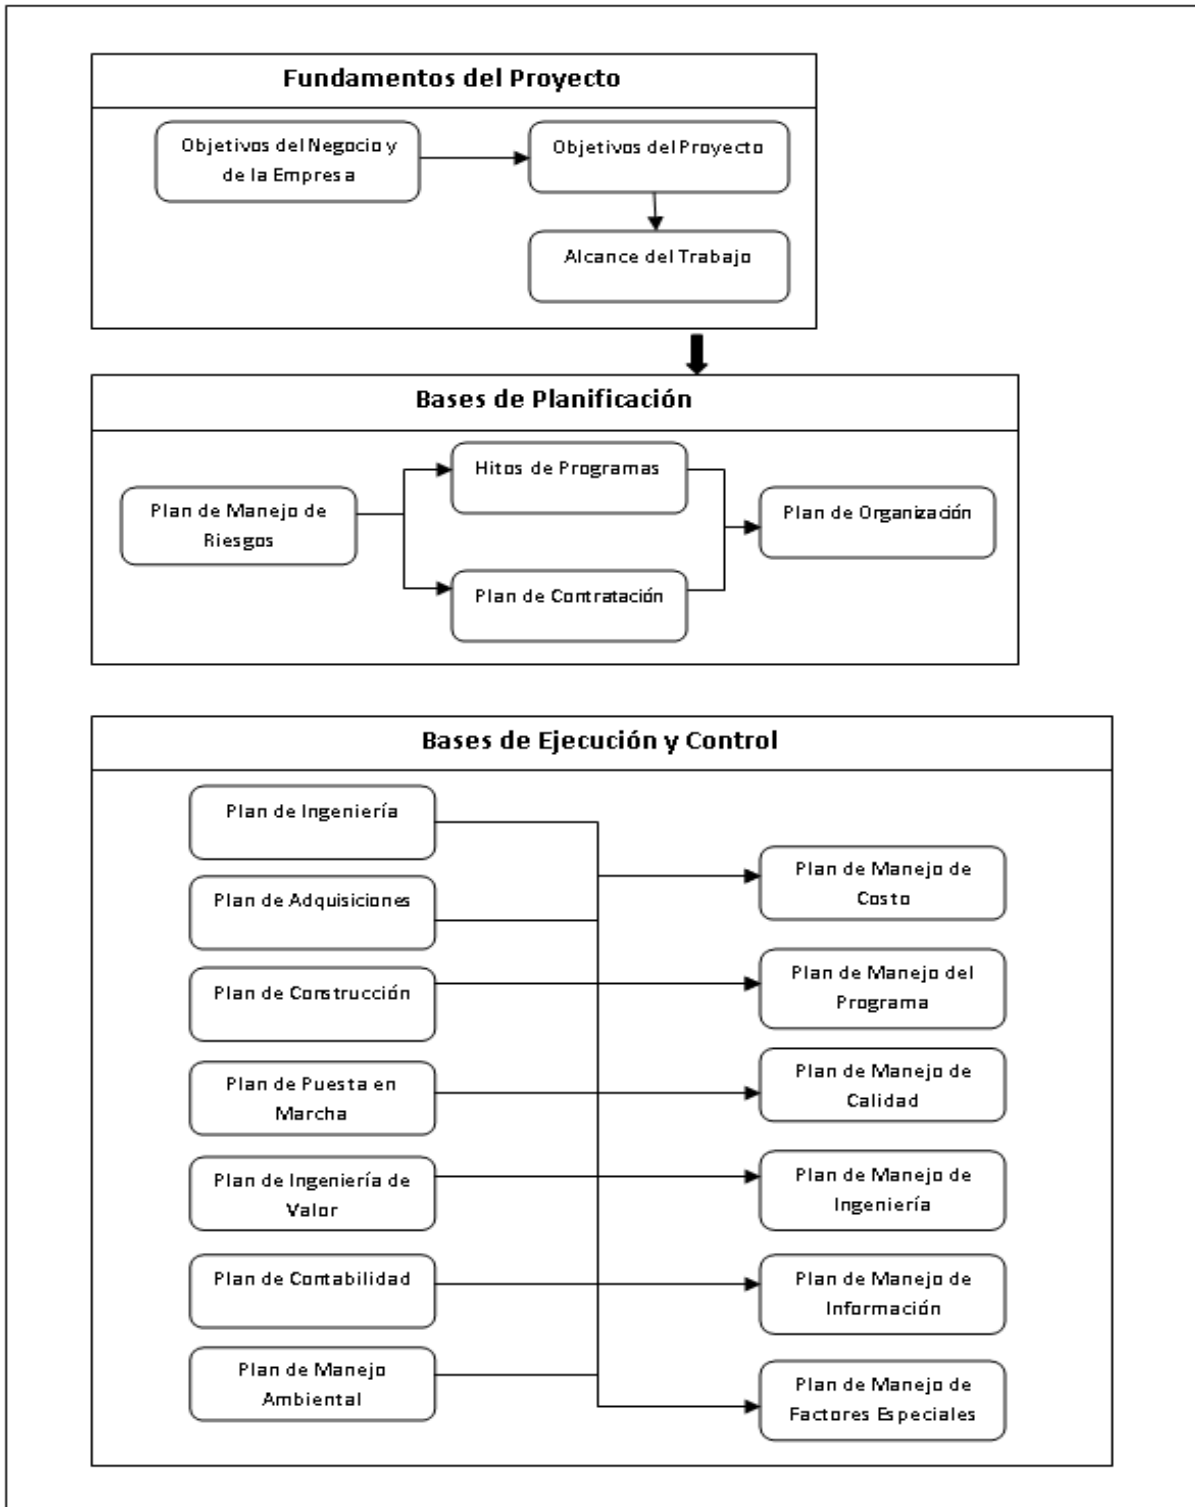 Fundamentos del Proyecto
Objetivos del Negocio y
de la Empresa
Objetivos del Proyecto
Alcance del Trabajo
Bases de Planificación
Plan de Manejo de
Riesgos
Hitos de Programas
Plan de Contratación
Plan de Organización
Bases de Ejecución y Control
Plan de Ingeniería
Plan de Adquisiciones
Plan de Construcción
Plan de Puesta en
Marcha
Plan de Ingeniería de
Valor
Plan de Contabilidad
Plan de Manejo
Ambiental
Plan de Manejo de
Costo
Plan de Manejo del
Programa
Plan de Manejo de
Calidad
Plan de Manejo de
Ingeniería
Plan de Manejo de
Información
Plan de Manejo de
Factores Especiales